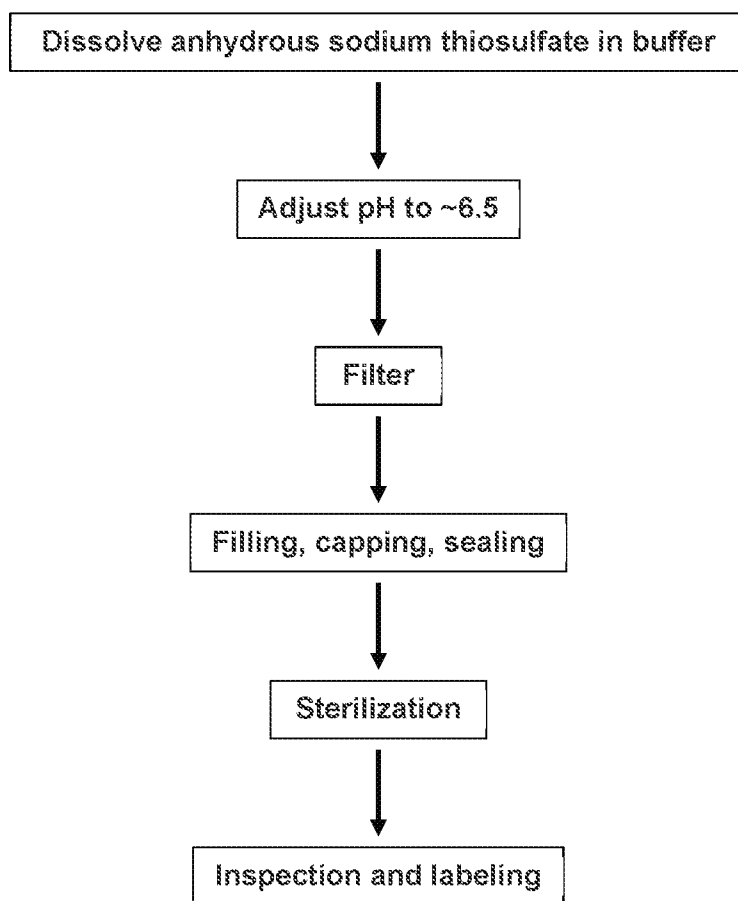 Dissolve anhydrous sodium thiosulfate in buffer
Adjust pH to ~6.5
Filter
Filling, capping, sealing
Sterilization
Inspection and labeling